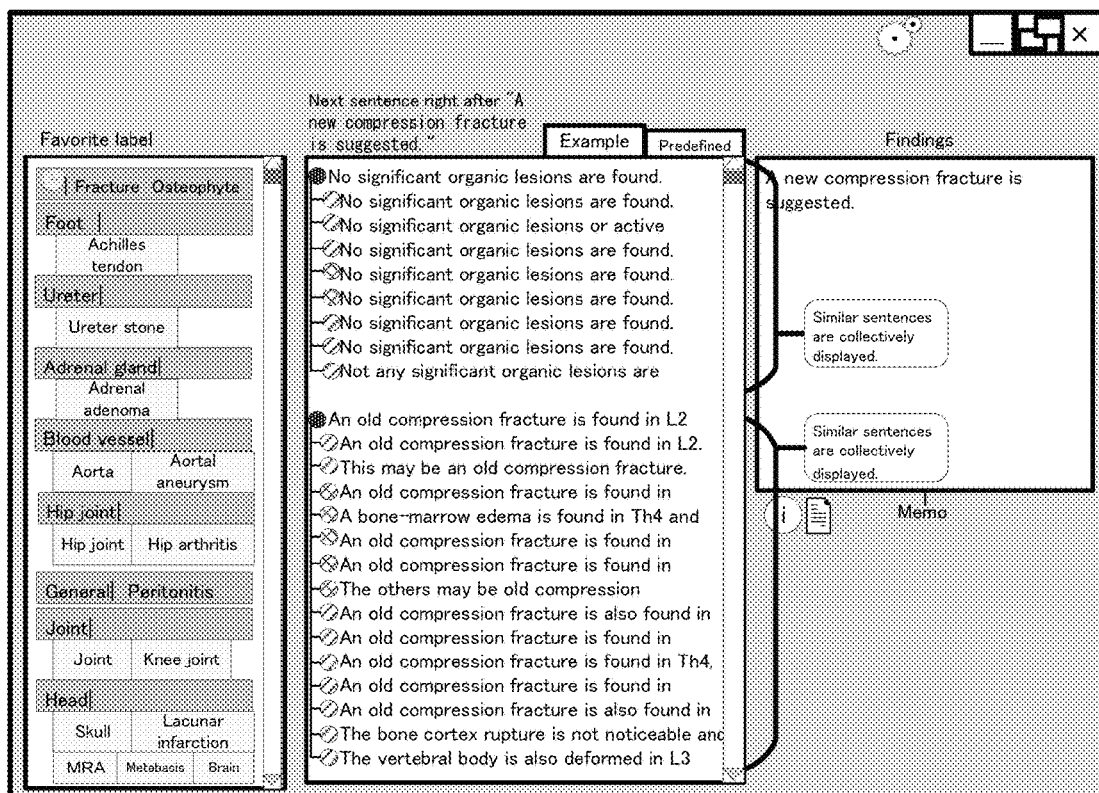 Favorite label
Fracture Osteophyte
Foot
Achilles
tendon
Ureter
Ureter stone
Adrenal gland
Adrenal
adenoma
Blood vessel
Aorta
Aortal
aneurysm
Hip joint
Hip joint
Hip arthritis
General Peritonitis
Joint
Joint
Knee joint
Head
Skull
Lacunar
infarction
MRA
Metabasis
Brain
Next sentence right after "A
new compression fracture
is suggested."
Example
Predefined
No significant organic lesions are found.
No significant organic lesions are found.
No significant organic lesions or active
No significant organic lesions are found.
No significant organic lesions are found.
No significant organic lesions are found.
No significant organic lesions are found.
No significant organic lesions are found.
Not any significant organic lesions are
An old compression fracture is found in L2
An old compression fracture is found in L2.
This may be an old compression fracture.
An old compression fracture is found in
A bone-marrow edema is found in Th4 and
An old compression fracture is found in
An old compression fracture is found in
The others may be old compression
An old compression fracture is also found in
An old compression fracture is found in
An old compression fracture is found in Th4,
An old compression fracture is found in
An old compression fracture is also found in
The bone cortex rupture is not noticeable and
The vertebral body is also deformed in L3
Findings
A new compression fracture is
suggested.
Similar sentences
are collectively
displayed.
Similar sentences
are collectively
displayed.
i
Memo